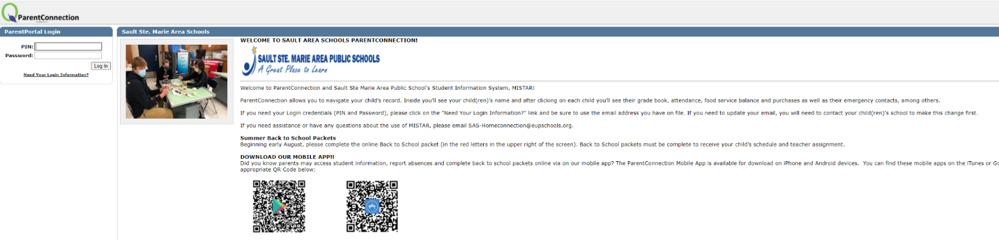 ParentConnection
ParentPortal Login
PIN:
Password:
Log In
Need Your Login Information?
Sault Ste. Marie Area Schools
WELCOME TO SAULT AREA SCHOOLS PARENTCONNECTION!
SAULT STE. MARIE AREA PUBLIC SCHOOLS
A Great Place to Learn
Welcome to ParentConnection and Sault Ste Marie Area Public School's Student Information System, MISTAR!
ParentConnection allows you to navigate your child's record. Inside you'll see your child(ren)'s name and after clicking on each child you'll see their grade book, attendance, food service balance and purchases as well as their emergency contacts, among others.
If you need your Login credentials (PIN and Password), please click on the "Need Your Login Information?" link and be sure to use the email address you have on file. If you need to update your email, you will need to contact your child(ren)'s school to make this change first.
If you need assistance or have any questions about the use of MISTAR, please email SAS-Homeconnection@eupschools.org.
Summer Back to School Packets
Beginning early August, please complete the online Back to School packet (in the red letters in the upper right of the screen). Back to School packets must be complete to receive your child's schedule and teacher assignment.
DOWNLOAD OUR MOBILE APP!!
Did you know parents may access student information, report absences and complete back to school packets online via on our mobile app? The ParentConnection Mobile App is available for download on iPhone and Android devices. You can find these mobile apps on the iTunes or Go
appropriate QR Code below: